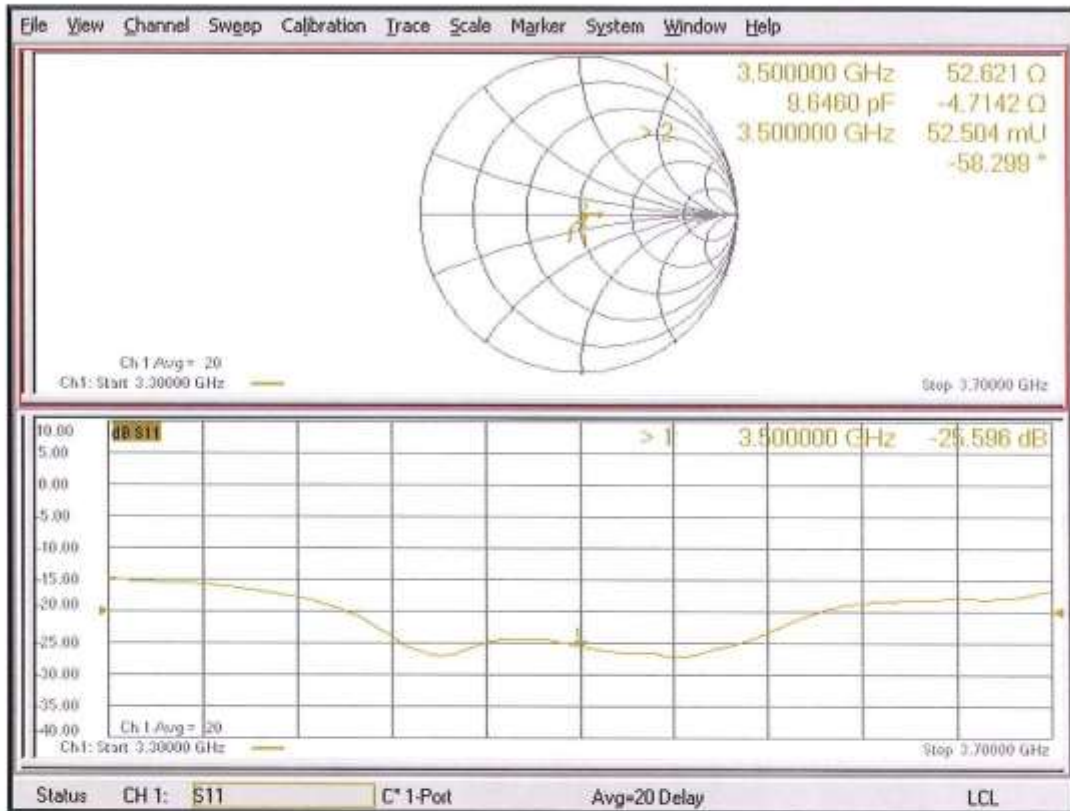 File View Channel Sweep Calibration Trace Scale Marker System Window Help
1: 3.500000 GHz 52.621 Ω
9.6460 pF -4.7142 Ω
> 2: 3.500000 GHz 52.504 mU
-58.299 °
Ch 1 Avg = 20
Ch1: Start 3.30000 GHz
Stop 3.70000 GHz
10.00 dB S11 > 1: 3.500000 GHz -25.596 dB
5.00
0.00
-5.00
-10.00
-15.00
-20.00
-25.00
-30.00
-35.00
-40.00
1
Ch 1 Avg = 20
Ch1: Start 3.30000 GHz
Stop 3.70000 GHz
Status CH 1: S11 C* 1-Port Avg=20 Delay LCL